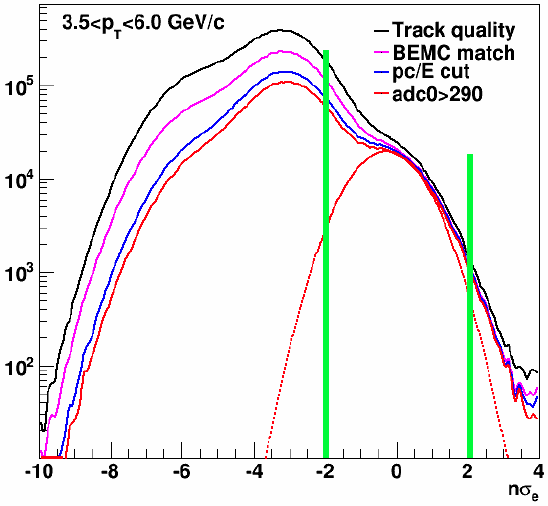 3.5<p_T<6.0 GeV/c
Track quality
BEMC match
pc/E cut
adc0>290
10^5
10^4
10^3
10^2
-10 -8 -6 -4 -2 0 2 4
nσ_e